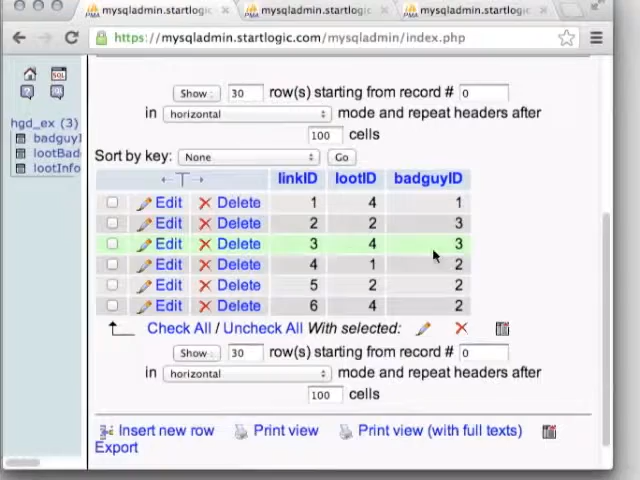 mysqladmin.startlogic. mysqladmin.startlogic. mysqladmin.startlogic.
https://mysqladmin.startlogic.com/mysqladmin/index.php
SQL
hgd_ex (3)
badguyI
lootBad
lootInfo
Show : 30 row(s) starting from record # 0
in horizontal mode and repeat headers after
100 cells
Sort by key: None Go
←T→ linkID lootID badguyID
Edit Delete 1 4 1
Edit Delete 2 2 3
Edit Delete 3 4 3
Edit Delete 4 1 2
Edit Delete 5 2 2
Edit Delete 6 4 2
Check All / Uncheck All With selected:
Show : 30 row(s) starting from record # 0
in horizontal mode and repeat headers after
100 cells
Insert new row Print view Print view (with full texts)
Export